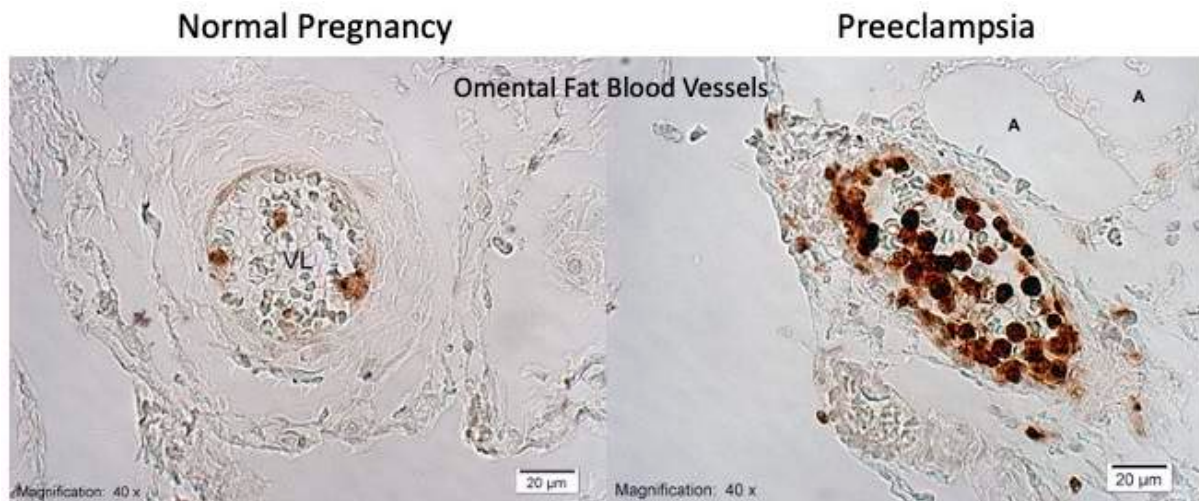 Normal Pregnancy
Preeclampsia
Omental Fat Blood Vessels
A
A
VL
Magnification: 40 x
20 µm
Magnification: 40 x
20 µm